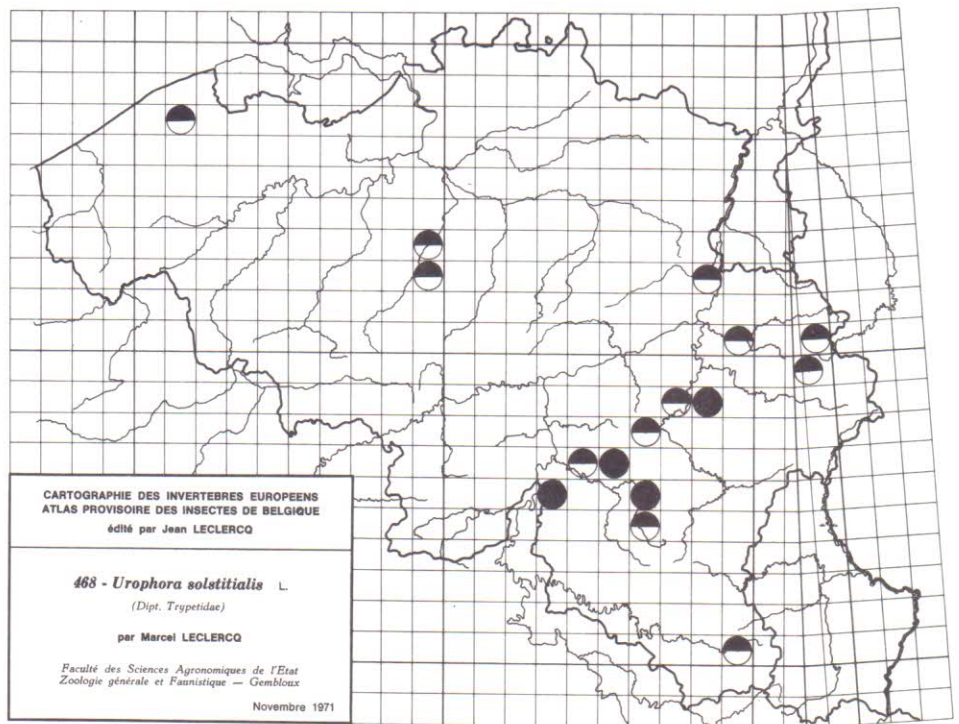 CARTOGRAPHIE DES INVERTEBRES EUROPEENS
ATLAS PROVISOIRE DES INSECTES DE BELGIQUE
édité par Jean LECLERCQ
468 - Urophora solstitialis L.
(Dipt. Trypetidae)
par Marcel LECLERCQ
Faculté des Sciences Agronomiques de l'Etat
Zoologie générale et Faunistique — Gembloux
Novembre 1971